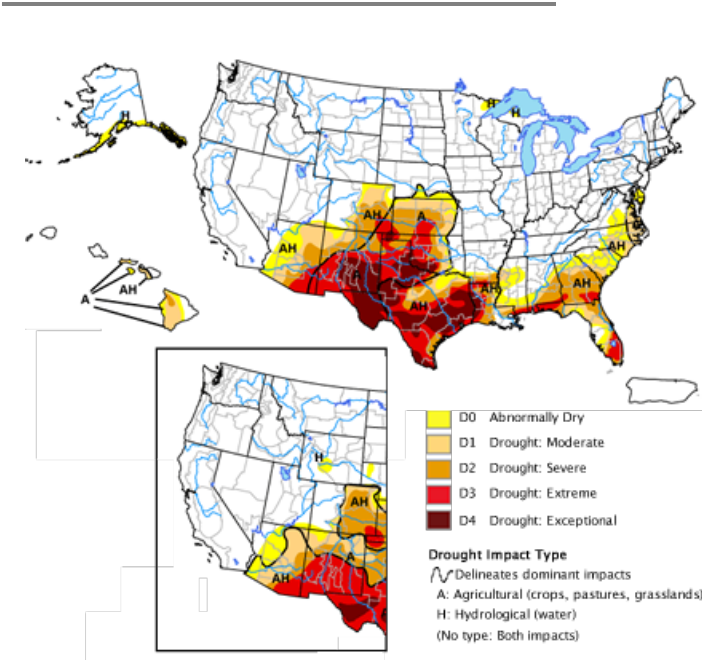 H
H
H
AH
A
AH
AH
A
AH
AH
AH
AH
A
AH
H
AH
A
AH
D0 Abnormally Dry
D1 Drought: Moderate
D2 Drought: Severe
D3 Drought: Extreme
D4 Drought: Exceptional
Drought Impact Type
Delineates dominant impacts
A: Agricultural (crops, pastures, grasslands)
H: Hydrological (water)
(No type: Both impacts)